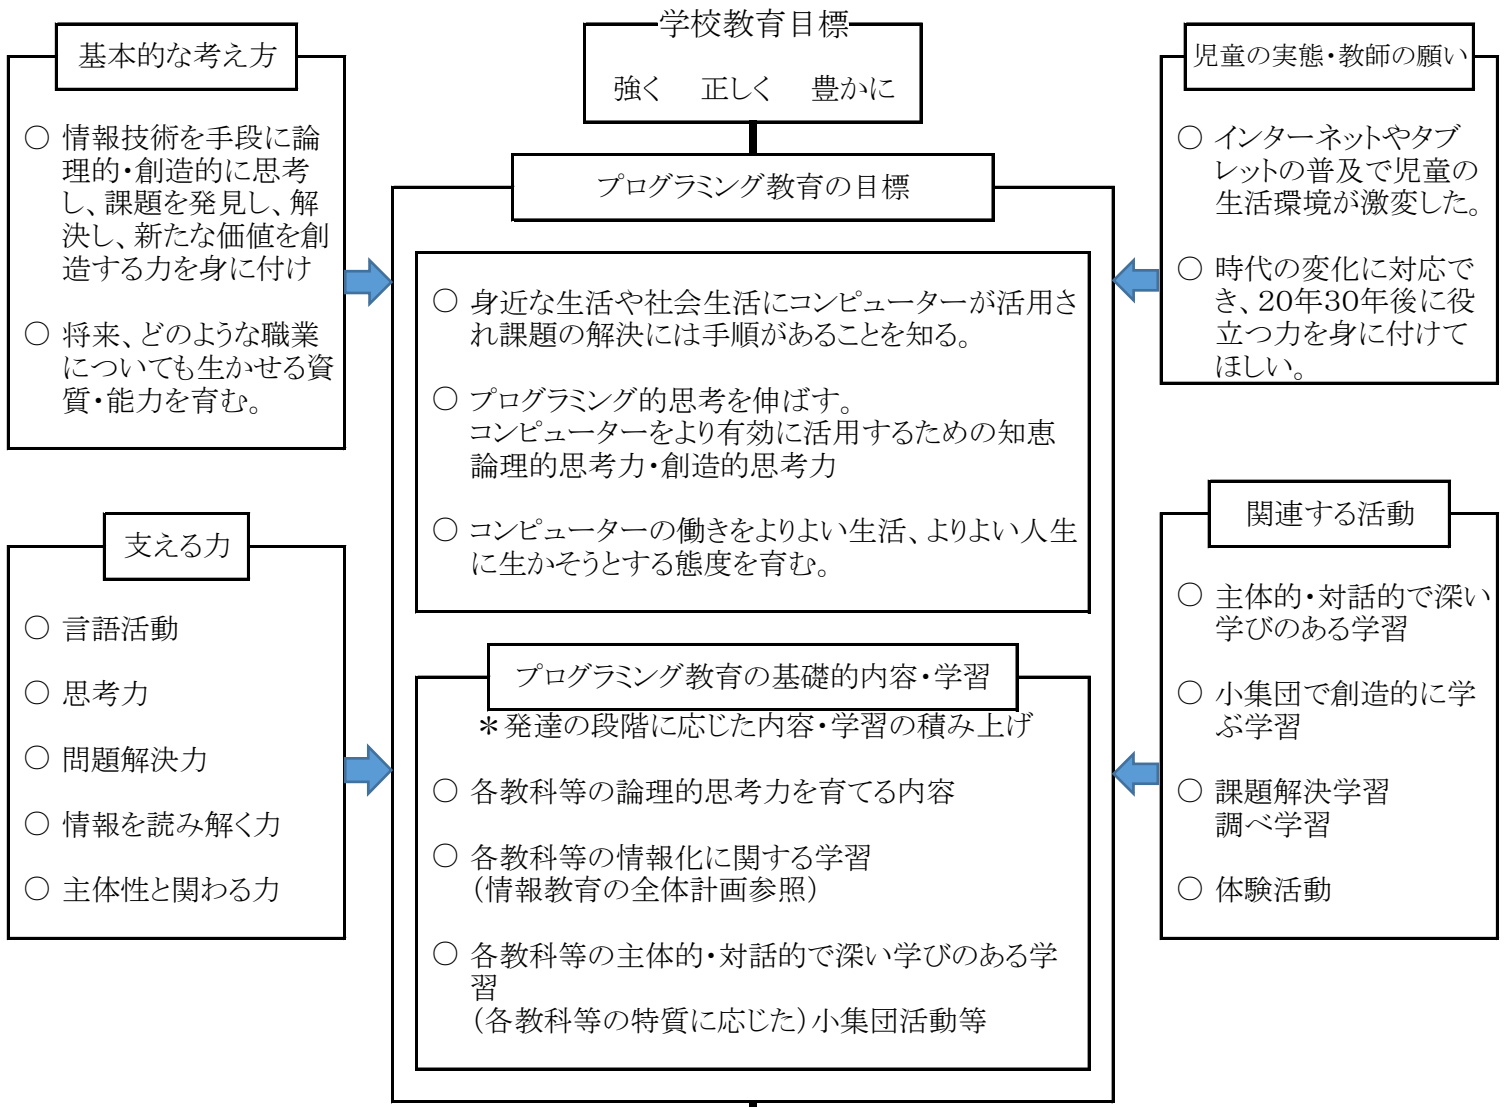 学校教育目標
強く　正しく　豊かに
基本的な考え方
○ 情報技術を手段に論
理的・創造的に思考
し、課題を発見し、解
決し、新たな価値を創
造する力を身に付け
○ 将来、どのような職業
についても生かせる資
質・能力を育む。
児童の実態・教師の願い
○ インターネットやタブ
レットの普及で児童の
生活環境が激変した。
○ 時代の変化に対応で
き、20年30年後に役
立つ力を身に付けて
ほしい。
プログラミング教育の目標
○ 身近な生活や社会生活にコンピューターが活用さ
れ課題の解決には手順があることを知る。
○ プログラミング的思考を伸ばす。
コンピューターをより有効に活用するための知恵
論理的思考力・創造的思考力
○ コンピューターの働きをよりよい生活、よりよい人生
に生かそうとする態度を育む。
支える力
○ 言語活動
○ 思考力
○ 問題解決力
○ 情報を読み解く力
○ 主体性と関わる力
プログラミング教育の基礎的内容・学習
＊発達の段階に応じた内容・学習の積み上げ
○ 各教科等の論理的思考力を育てる内容
○ 各教科等の情報化に関する学習
（情報教育の全体計画参照）
○ 各教科等の主体的・対話的で深い学びのある学
習
（各教科等の特質に応じた）小集団活動等
関連する活動
○ 主体的・対話的で深い
学びのある学習
○ 小集団で創造的に学
ぶ学習
○ 課題解決学習
調べ学習
○ 体験活動